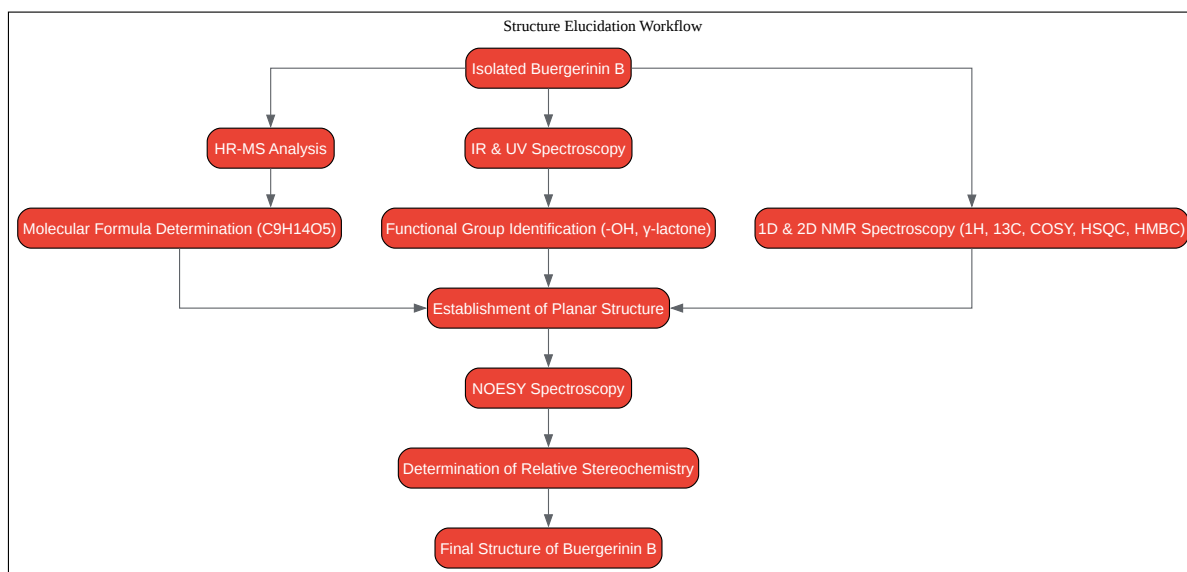 Structure Elucidation Workflow
Isolated Buergerinin B
HR-MS Analysis
IR & UV Spectroscopy
Molecular Formula Determination (C9H14O5)
Functional Group Identification (-OH, γ-lactone)
1D & 2D NMR Spectroscopy (1H, 13C, COSY, HSQC, HMBC)
Establishment of Planar Structure
NOESY Spectroscopy
Determination of Relative Stereochemistry
Final Structure of Buergerinin B